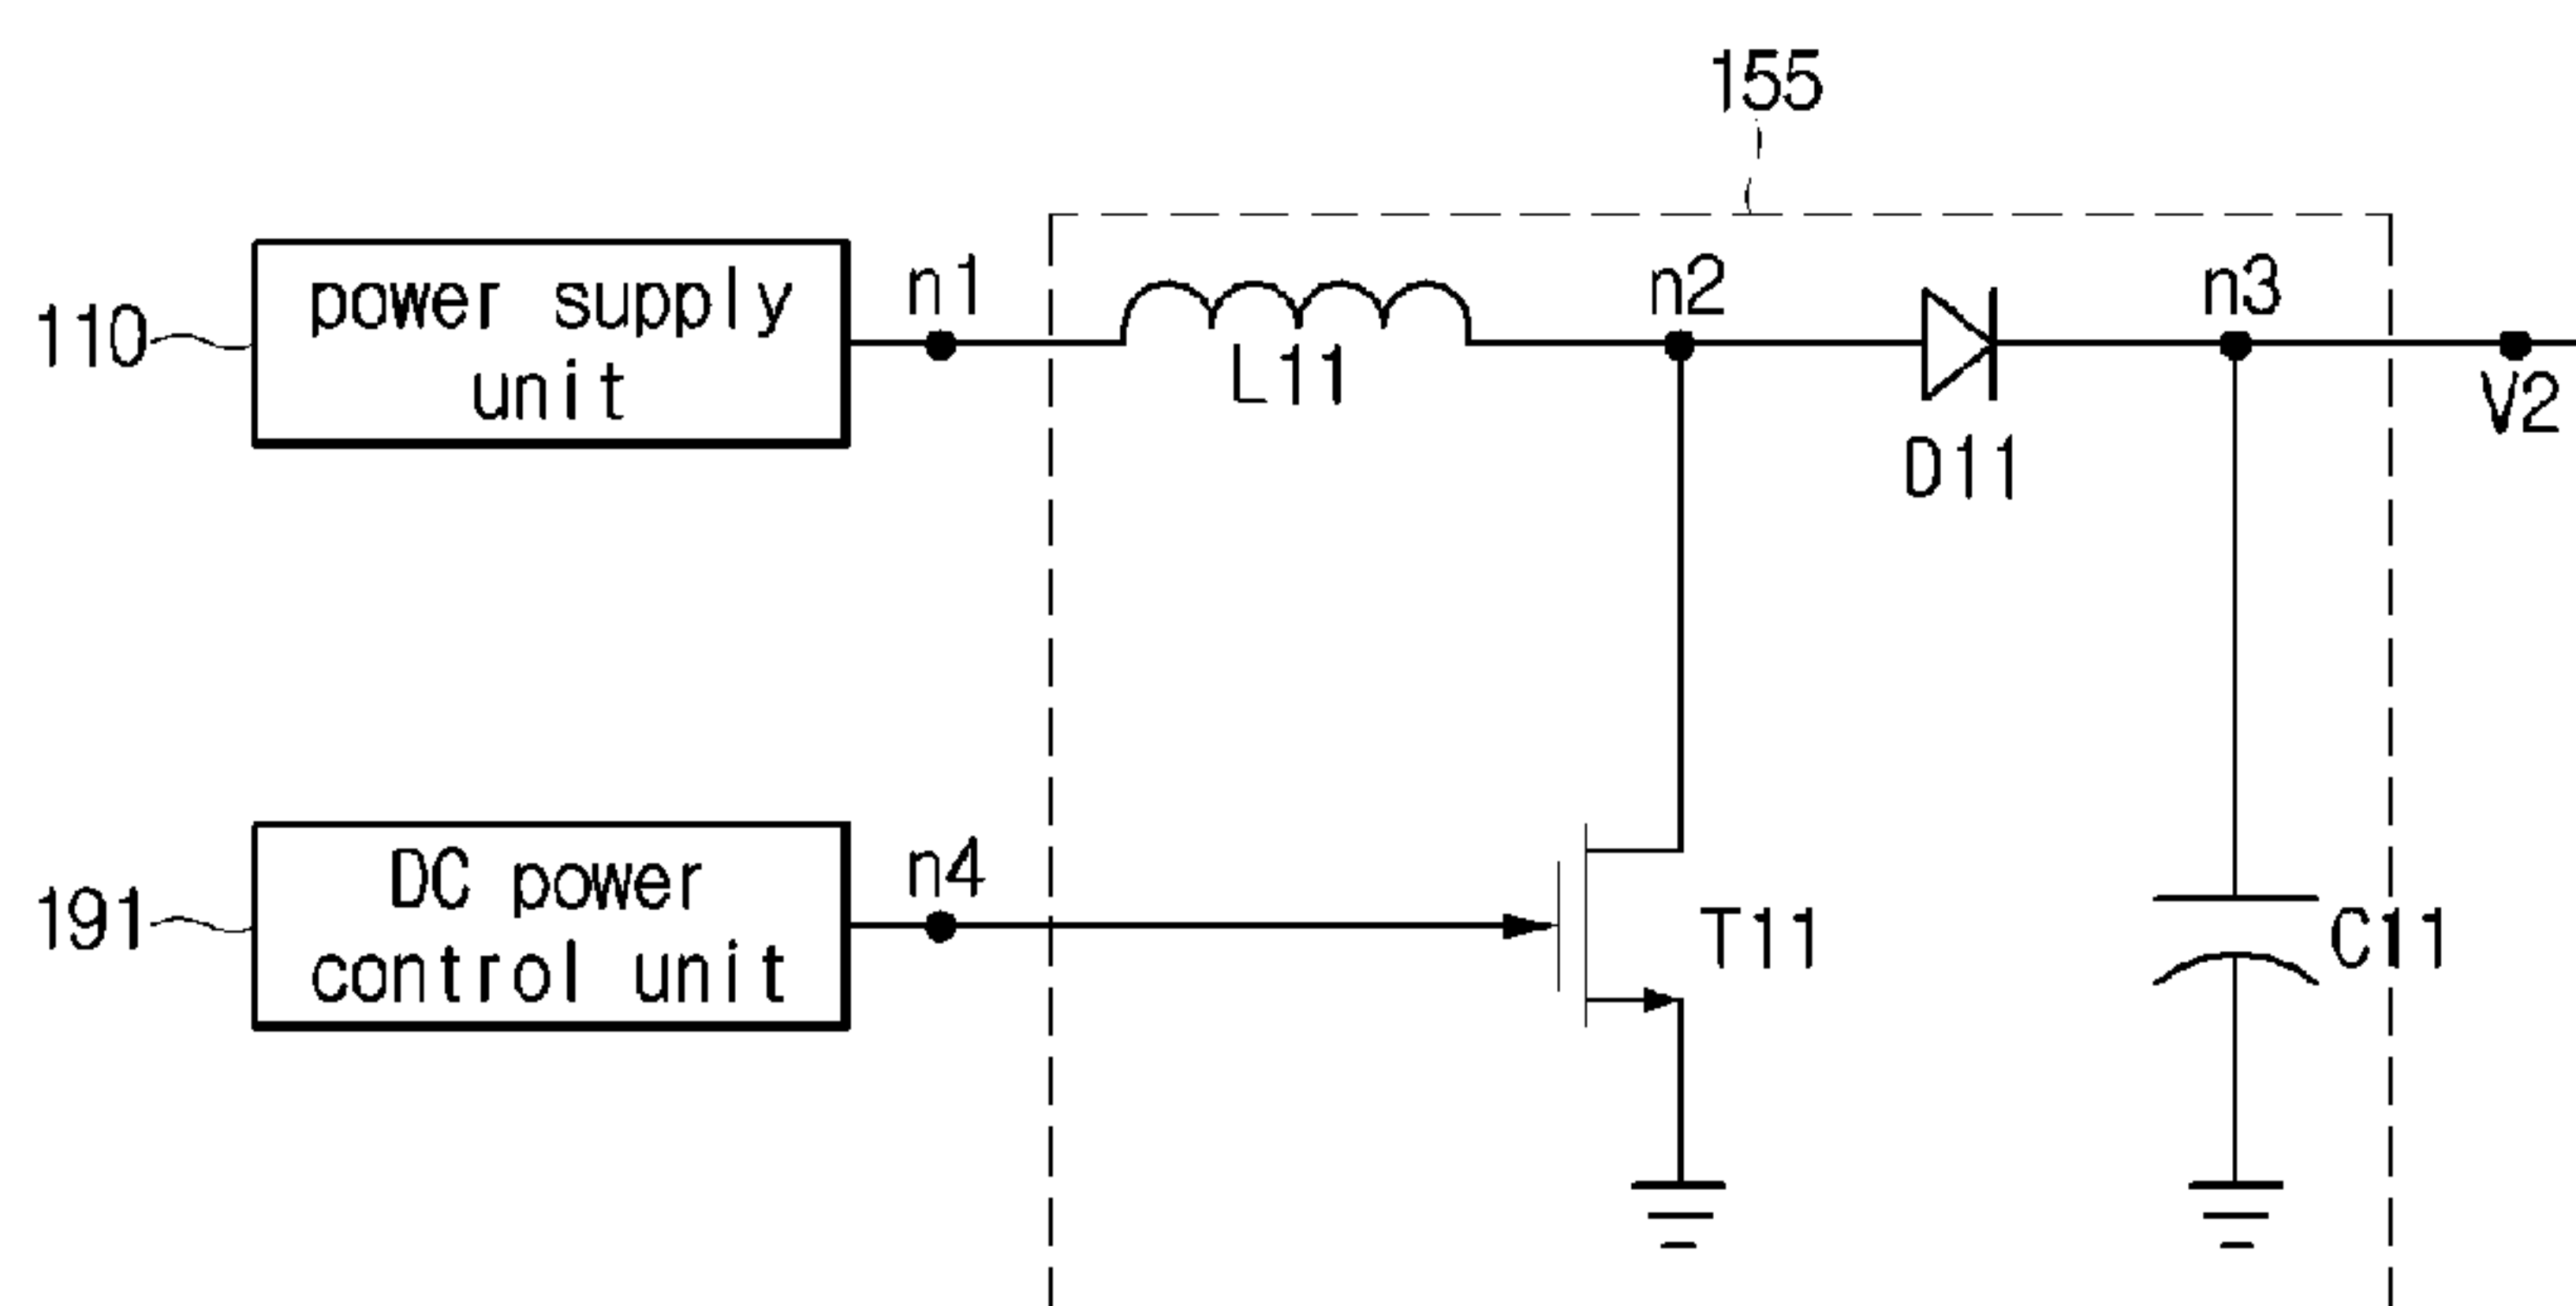 155
n1
n2
n3
110
power supply
unit
L11
D11
V2
191
DC power
control unit
n4
T11
C11